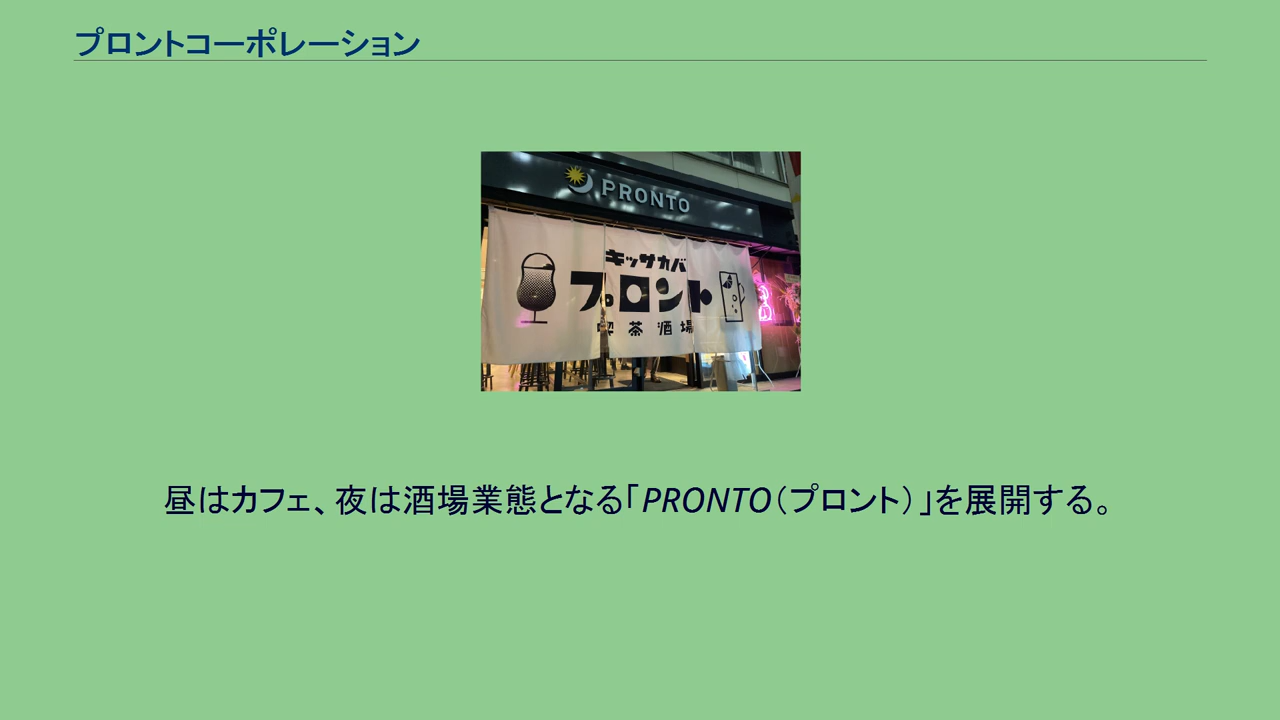 プロントコーポレーション
PRONTO
キッサカバ
プロント
喫茶酒場
昼はカフェ、夜は酒場業態となる「PRONTO（プロント）」を展開する。